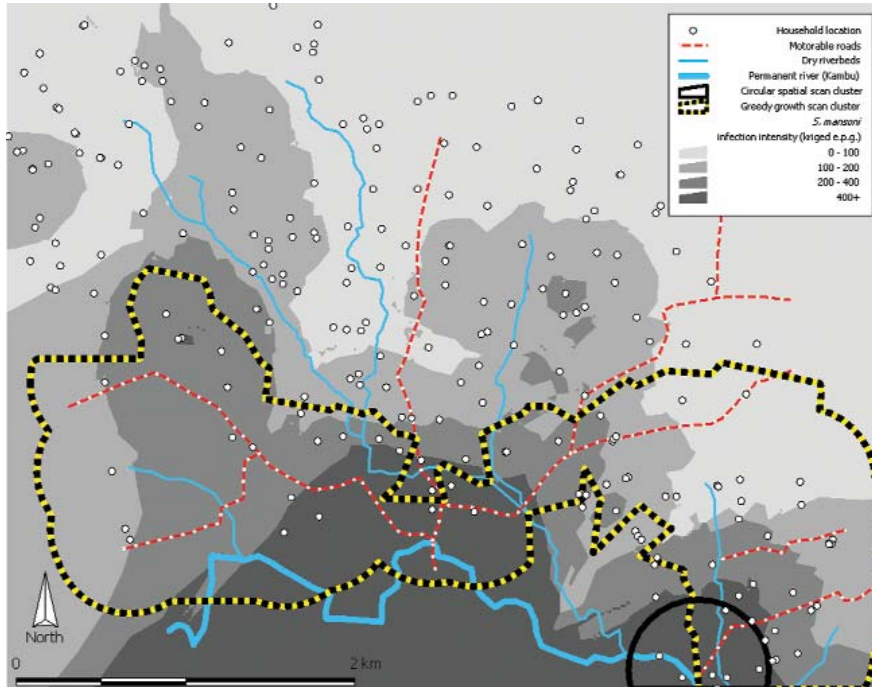 Household location
Motorable roads
Dry riverbeds
Permanent river (Kambu)
Circular spatial scan cluster
Greedy growth scan cluster
S. mansoni
infection intensity (kriged e.p.g.)
0 - 100
100 - 200
200 - 400
400+
North
0 2 km